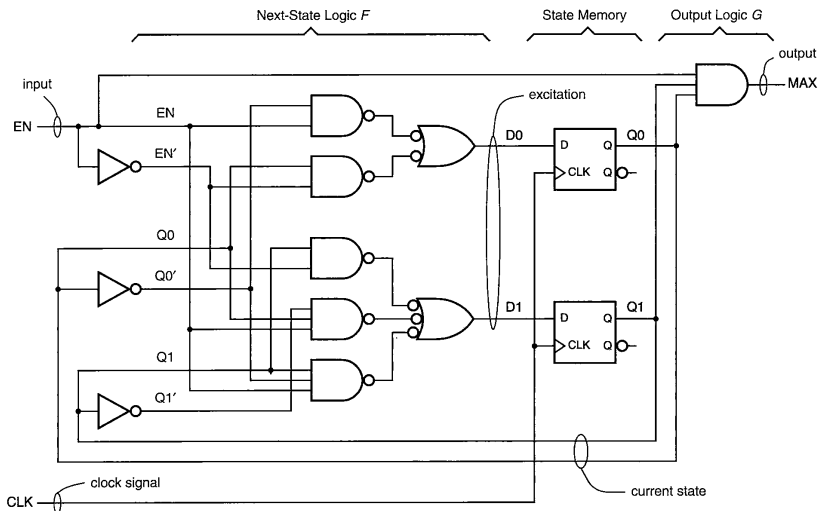 Next-State Logic F
State Memory
Output Logic G
input
output
EN
EN
MAX
excitation
EN′
D0
D
Q
Q0
CLK
Q
Q0
Q0′
D1
D
Q
Q1
CLK
Q
Q1
Q1′
clock signal
current state
CLK